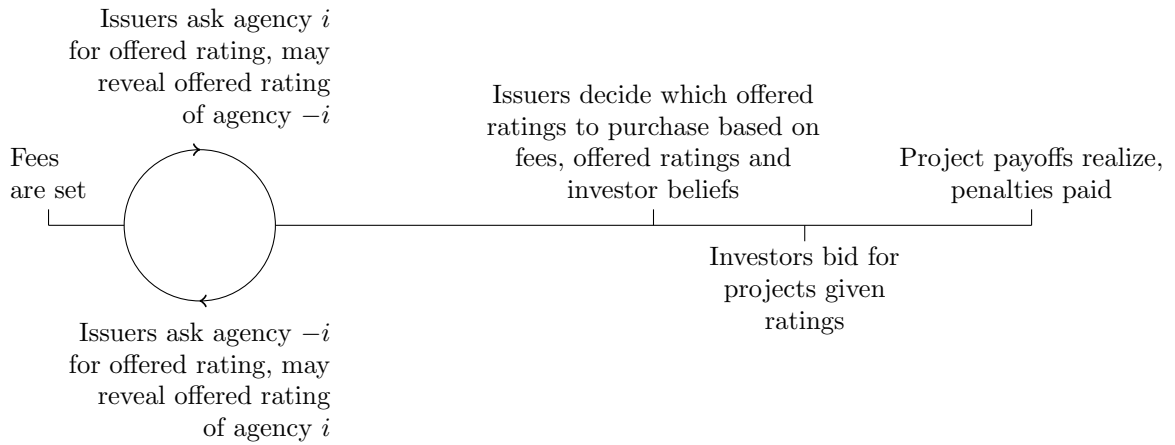 Issuers ask agency i
for offered rating, may
reveal offered rating
of agency −i
Fees
are set
Issuers decide which offered
ratings to purchase based on
fees, offered ratings and
investor beliefs
Project payoffs realize,
penalties paid
Investors bid for
projects given
ratings
Issuers ask agency −i
for offered rating, may
reveal offered rating
of agency i